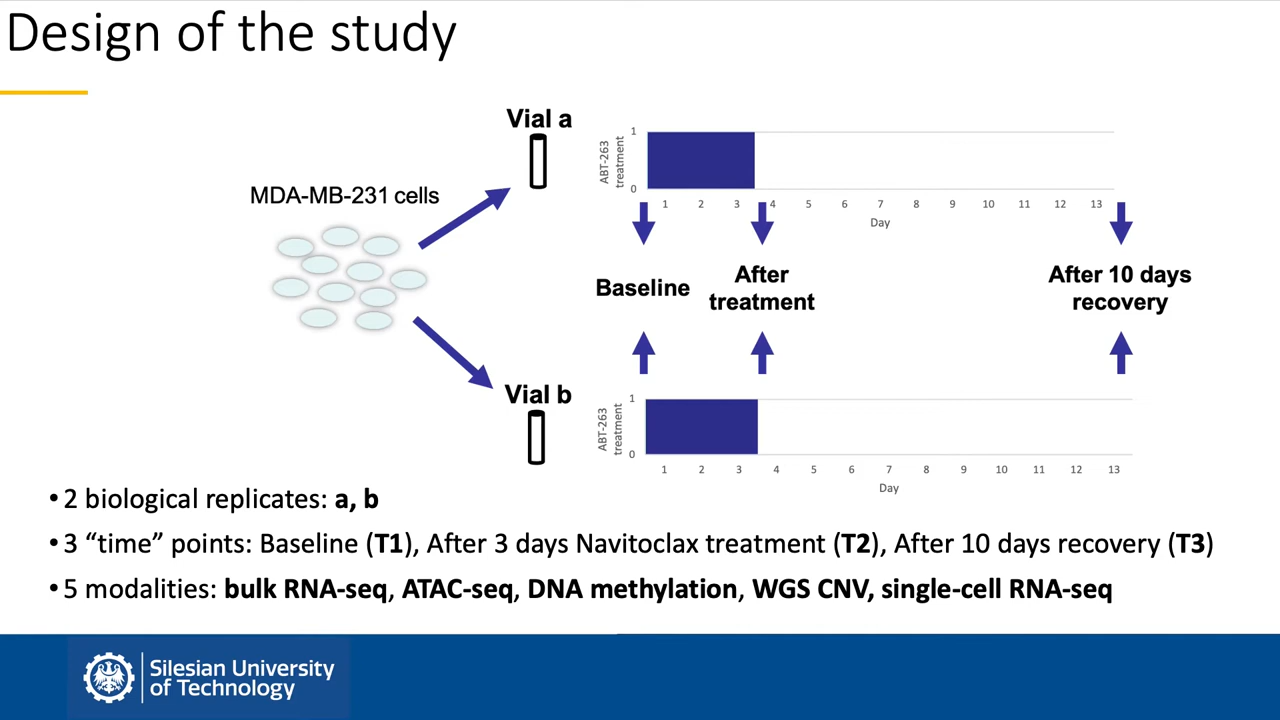 Design of the study
Vial a
MDA-MB-231 cells
ABT-263
treatment
1
0
1 2 3 4 5 6 7 8 9 10 11 12 13
Day
Baseline
After
treatment
After 10 days
recovery
Vial b
ABT-263
treatment
1
0
1 2 3 4 5 6 7 8 9 10 11 12 13
Day
• 2 biological replicates: a, b
• 3 “time” points: Baseline (T1), After 3 days Navitoclax treatment (T2), After 10 days recovery (T3)
• 5 modalities: bulk RNA-seq, ATAC-seq, DNA methylation, WGS CNV, single-cell RNA-seq
Silesian University
of Technology